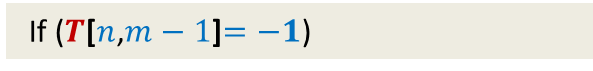 If (T[n,m − 1]= −1)